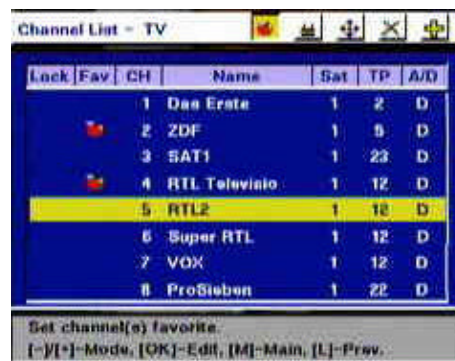 Channel List - TV
Lock Fav CH Name Sat TP A/D
1 Das Erste 1 2 D
2 ZDF 1 5 D
3 SAT1 1 23 D
4 RTL Televisio 1 12 D
5 RTL2 1 12 D
6 Super RTL 1 12 D
7 VOX 1 12 D
8 ProSieben 1 22 D
Set channel(s) favorite.
[-]/[+]-Mode, [OK]-Edit, [M]-Main, [L]-Prev.